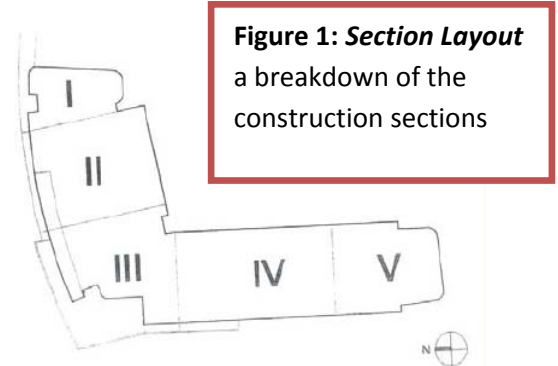 Figure 1: Section Layout
a breakdown of the
construction sections
I
II
III
IV
V
N